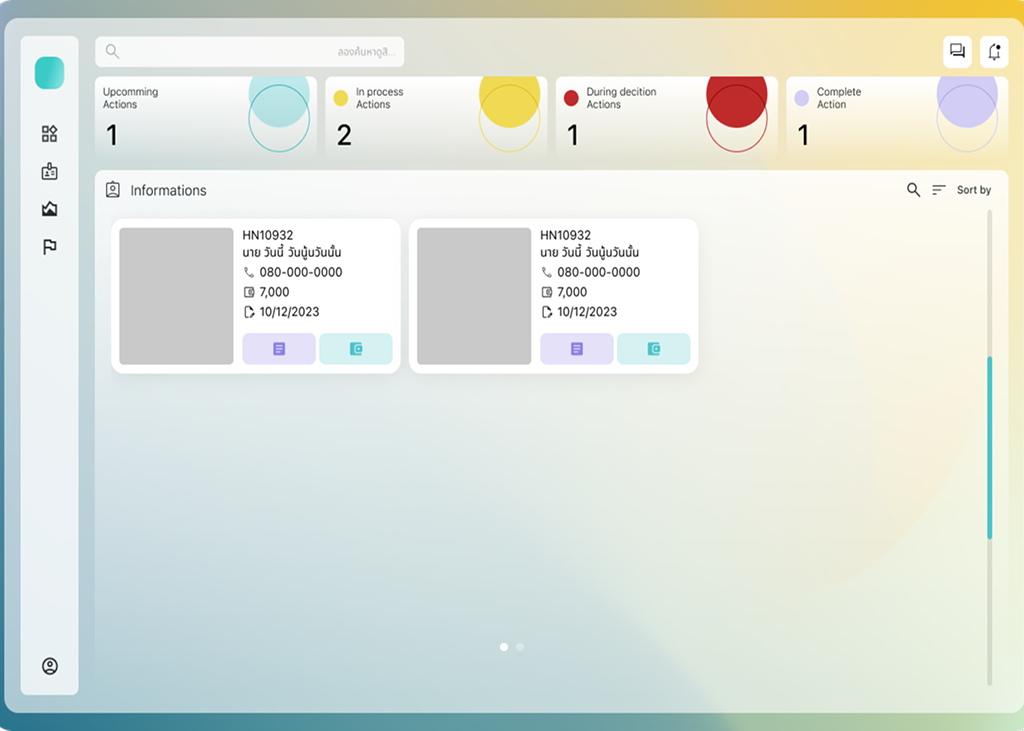 ลองค้นหาดูสิ...
Upcomming
Actions
1
In process
Actions
2
During decition
Actions
1
Complete
Action
1
Informations
Sort by
HN10932
นาย วันนี้ วันนู้นวันนั้น
080-000-0000
7,000
10/12/2023
HN10932
นาย วันนี้ วันนู้นวันนั้น
080-000-0000
7,000
10/12/2023